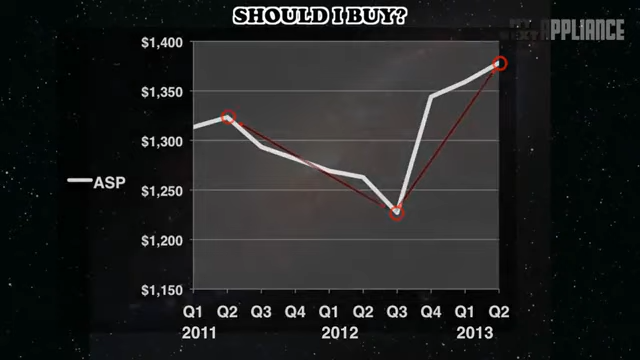 SHOULD I BUY?
NEXT APPLIANCE
$1,400
$1,350
$1,300
$1,250
$1,200
$1,150
ASP
Q1 Q2 Q3 Q4 Q1 Q2 Q3 Q4 Q1 Q2
2011 2012 2013